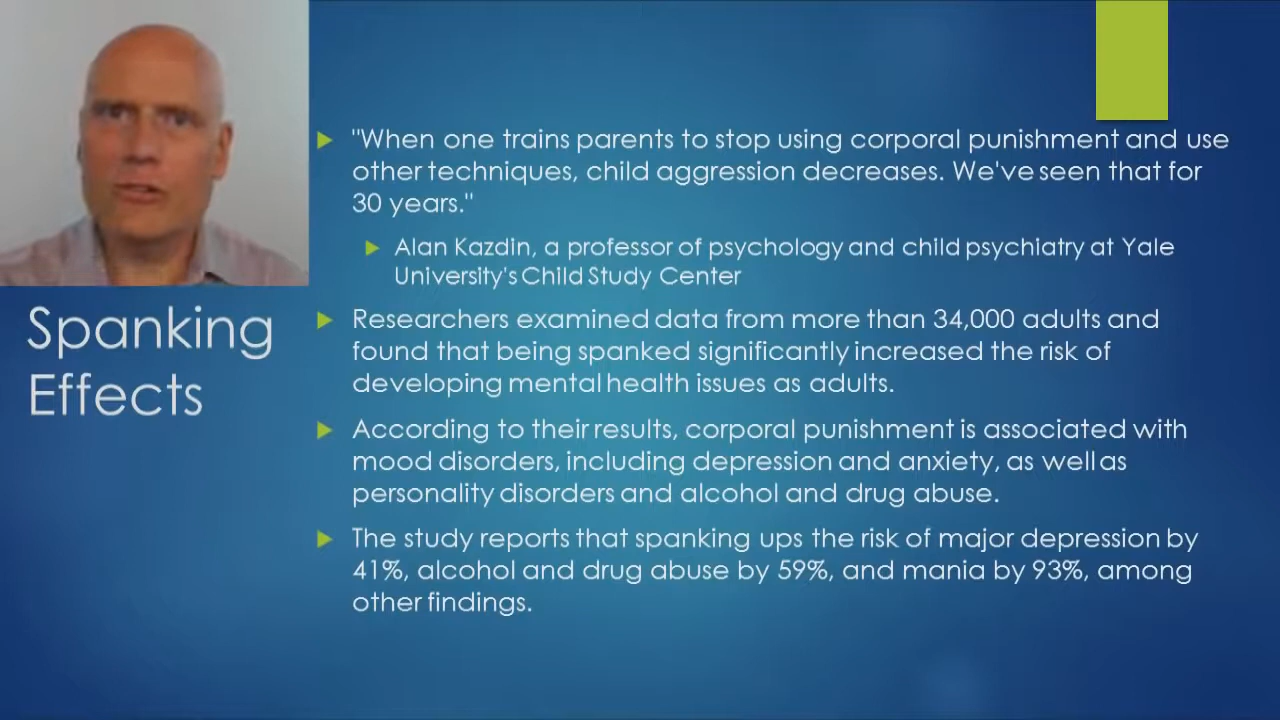 Spanking
Effects
"When one trains parents to stop using corporal punishment and use
other techniques, child aggression decreases. We've seen that for
30 years."
Alan Kazdin, a professor of psychology and child psychiatry at Yale
University's Child Study Center
Researchers examined data from more than 34,000 adults and
found that being spanked significantly increased the risk of
developing mental health issues as adults.
According to their results, corporal punishment is associated with
mood disorders, including depression and anxiety, as well as
personality disorders and alcohol and drug abuse.
The study reports that spanking ups the risk of major depression by
41%, alcohol and drug abuse by 59%, and mania by 93%, among
other findings.